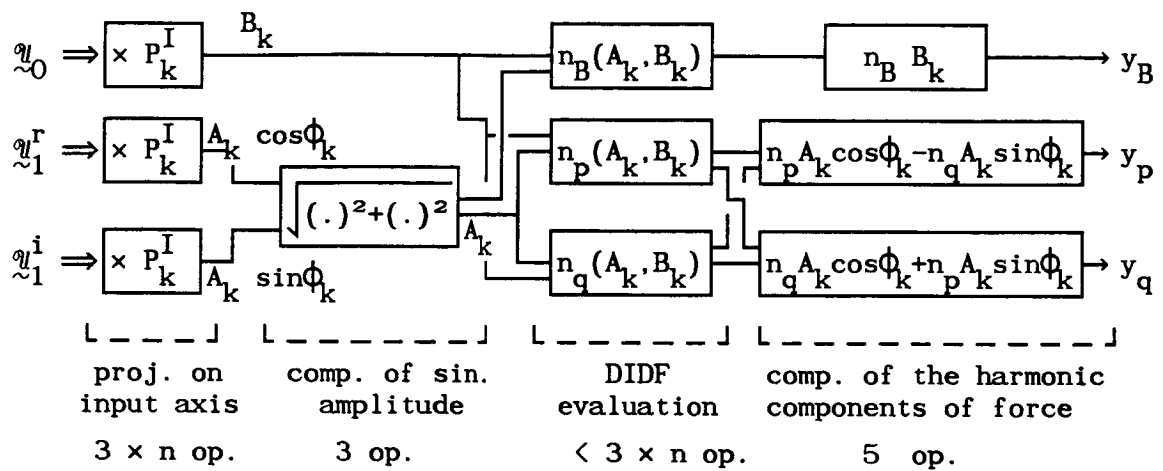 𝓊₀ ⇒ × P_k^I B_k n_B(A_k,B_k) n_B B_k y_B
𝓊₁^r ⇒ × P_k^I A_k cosϕ_k n_p(A_k,B_k) n_p A_k cosϕ_k-n_q A_k sinϕ_k y_p
√ (.)²+(.)² A_k
𝓊₁^i ⇒ × P_k^I A_k sinϕ_k n_q(A_k,B_k) n_q A_k cosϕ_k+n_p A_k sinϕ_k y_q
proj. on
input axis
3 × n op.
comp. of sin.
amplitude
3 op.
DIDF
evaluation
< 3 × n op.
comp. of the harmonic
components of force
5 op.